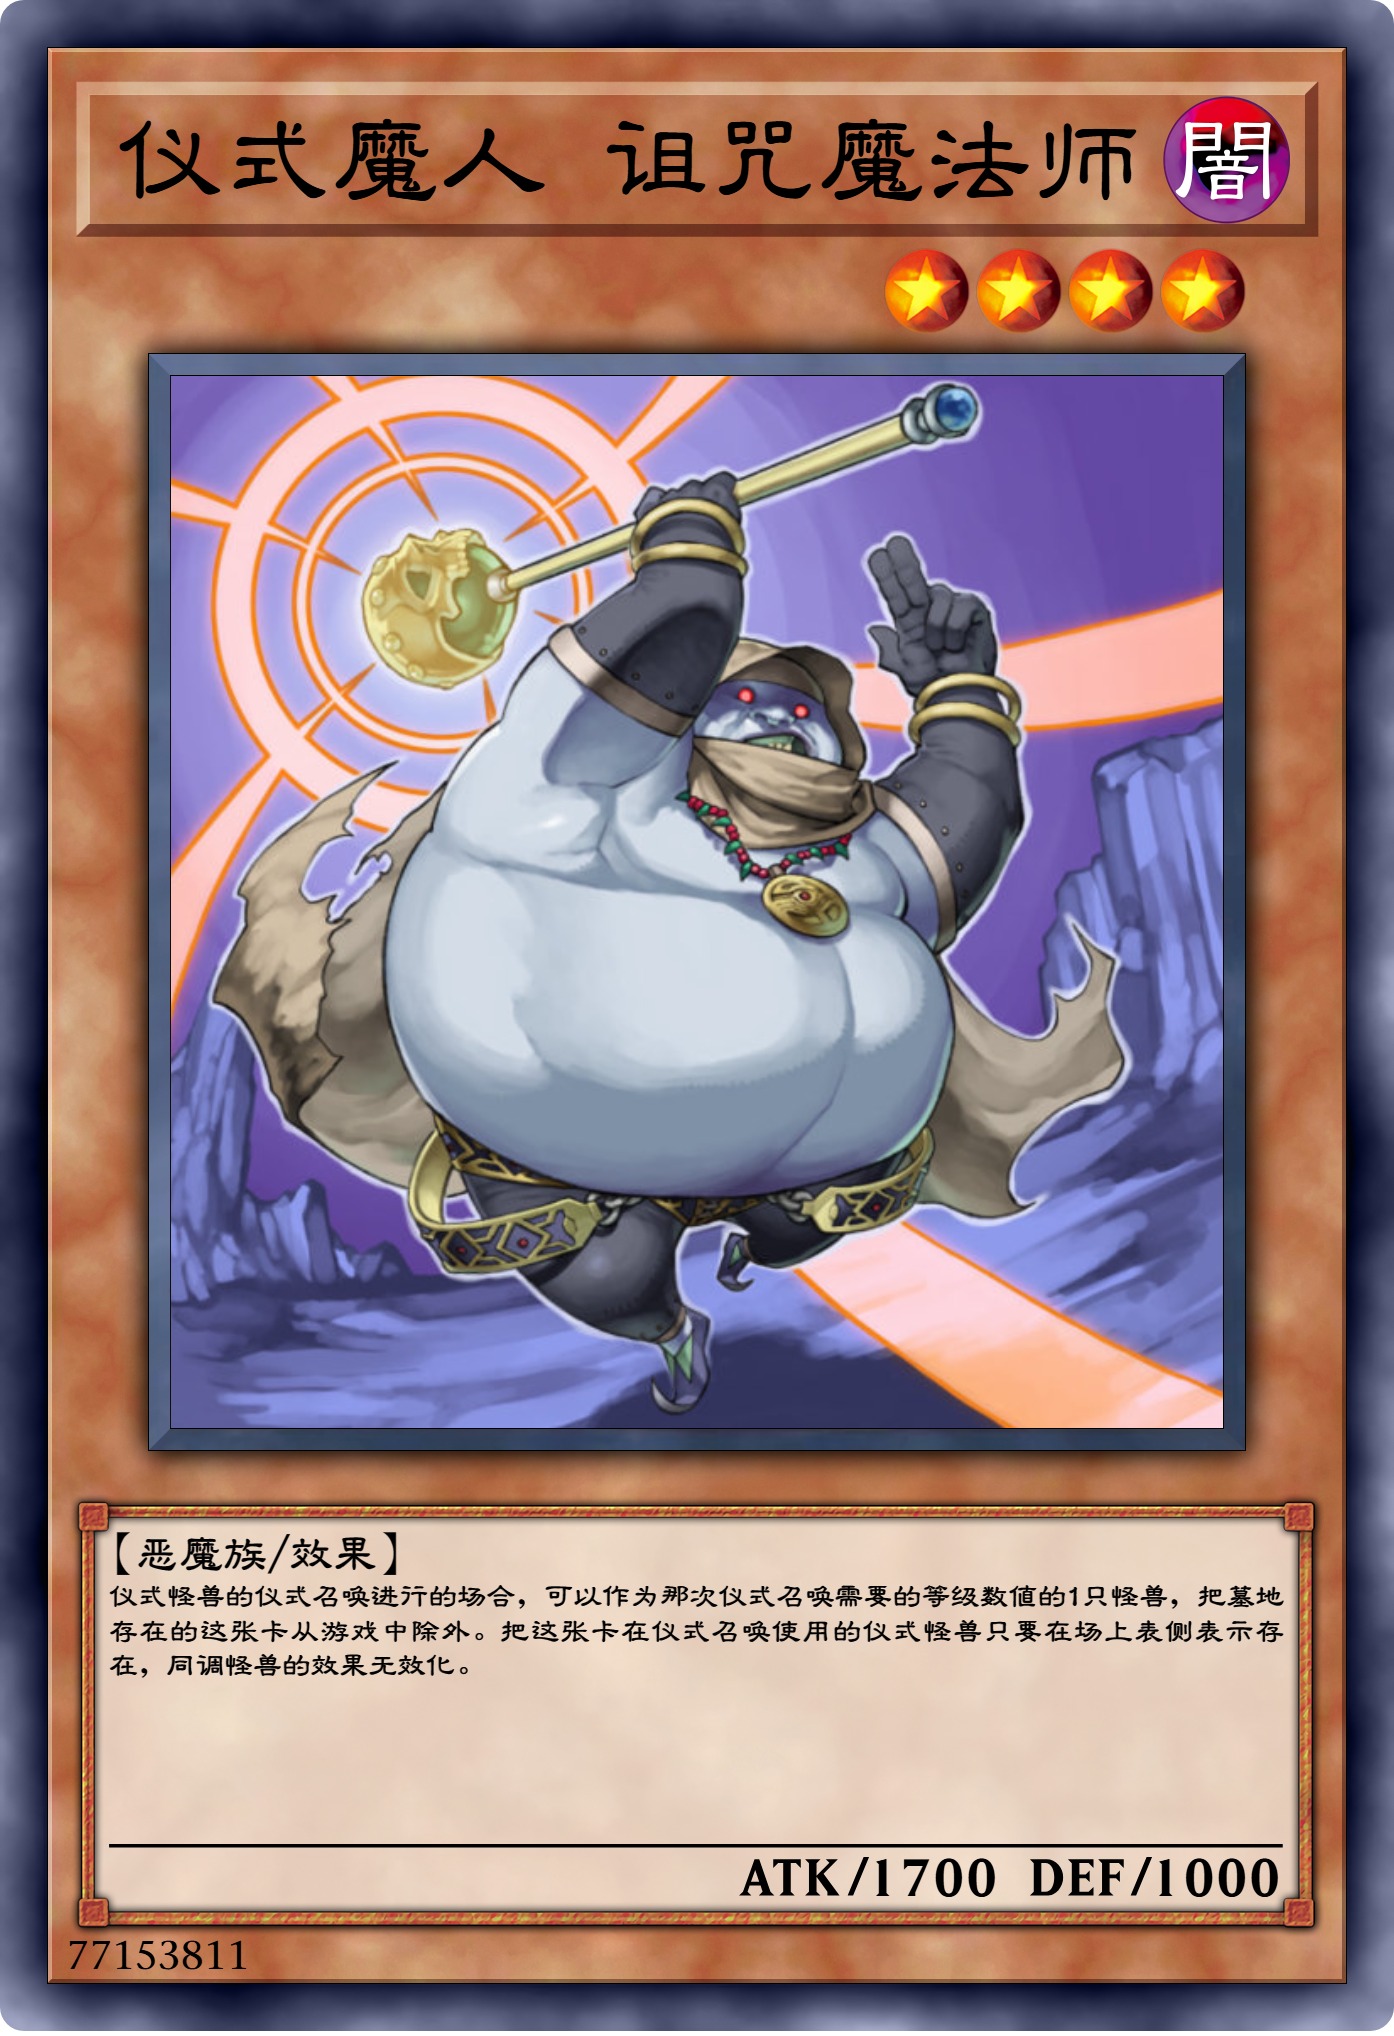 仪式魔人 诅咒魔法师
闇
【恶魔族/效果】
仪式怪兽的仪式召唤进行的场合，可以作为那次仪式召唤需要的等级数值的1只怪兽，把墓地
存在的这张卡从游戏中除外。把这张卡在仪式召唤使用的仪式怪兽只要在场上表侧表示存
在，同调怪兽的效果无效化。
ATK/1700 DEF/1000
77153811